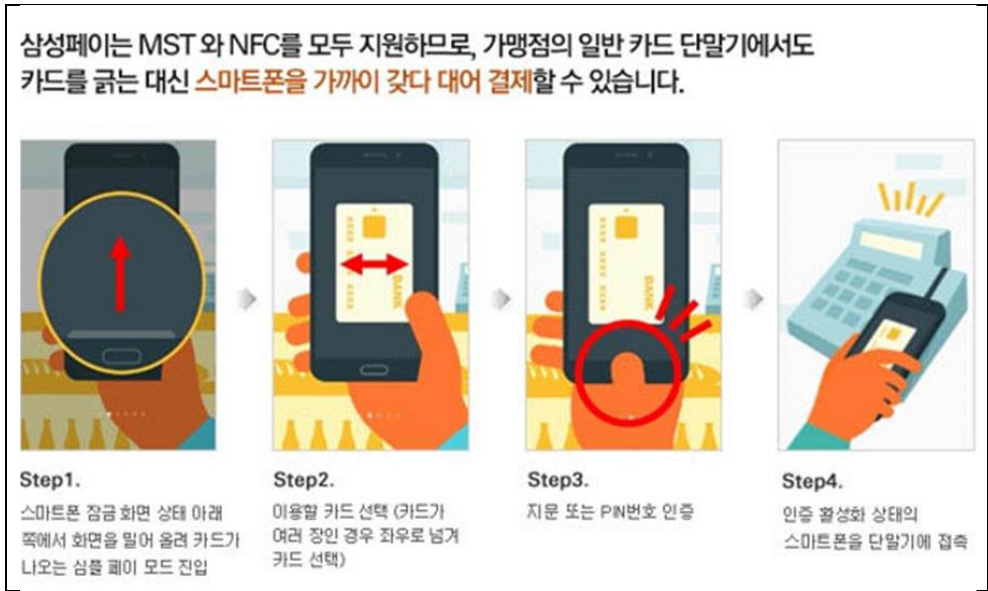 삼성페이는 MST 와 NFC를 모두 지원하므로, 가맹점의 일반 카드 단말기에서도
카드를 긁는 대신 스마트폰을 가까이 갖다 대어 결제할 수 있습니다.
BANK
BANK
Step1.
스마트폰 잠금 화면 상태 아래
쪽에서 화면을 밀어 올려 카드가
나오는 심플 페이 모드 진입
Step2.
이용할 카드 선택 (카드가
여러 장인 경우 좌우로 넘겨
카드 선택)
Step3.
지문 또는 PIN번호 인증
Step4.
인증 활성화 상태의
스마트폰을 단말기에 접촉